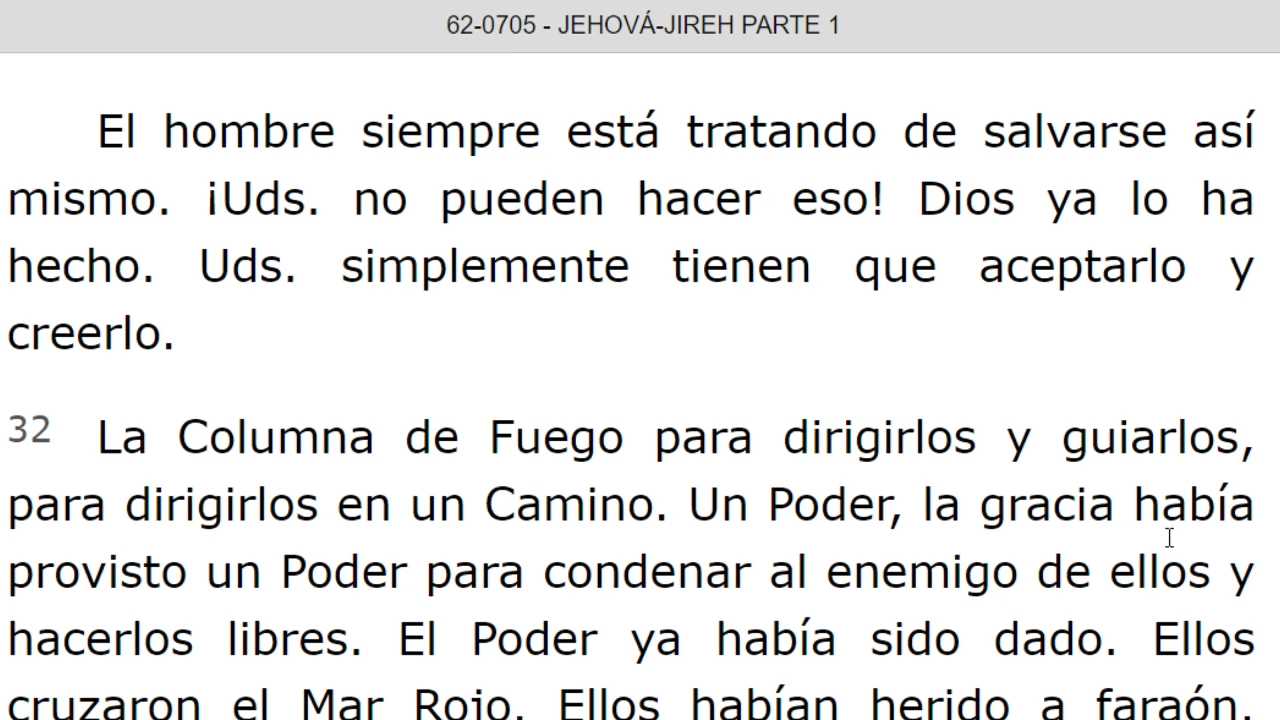 62-0705 - JEHOVÁ-JIREH PARTE 1
El hombre siempre está tratando de salvarse así
mismo. ¡Uds. no pueden hacer eso! Dios ya lo ha
hecho. Uds. simplemente tienen que aceptarlo y
creerlo.
32 La Columna de Fuego para dirigirlos y guiarlos,
para dirigirlos en un Camino. Un Poder, la gracia había
provisto un Poder para condenar al enemigo de ellos y
hacerlos libres. El Poder ya había sido dado. Ellos
cruzaron el Mar Rojo. Ellos habían herido a faraón.